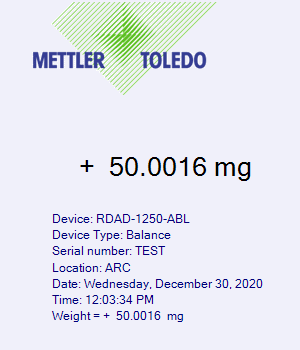 METTLER TOLEDO
+ 50.0016 mg
Device: RDAD-1250-ABL
Device Type: Balance
Serial number: TEST
Location: ARC
Date: Wednesday, December 30, 2020
Time: 12:03:34 PM
Weight = + 50.0016 mg